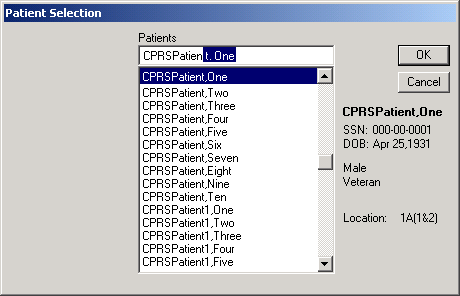 Patient Selection
Patients
CPRSPatient. One
OK
Cancel
CPRSPatient,One
CPRSPatient,Two
CPRSPatient,Three
CPRSPatient,Four
CPRSPatient,Five
CPRSPatient,Six
CPRSPatient,Seven
CPRSPatient,Eight
CPRSPatient,Nine
CPRSPatient,Ten
CPRSPatient1,One
CPRSPatient1,Two
CPRSPatient1,Three
CPRSPatient1,Four
CPRSPatient1,Five
CPRSPatient,One
SSN: 000-00-0001
DOB: Apr 25,1931
Male
Veteran
Location: 1A(1&2)